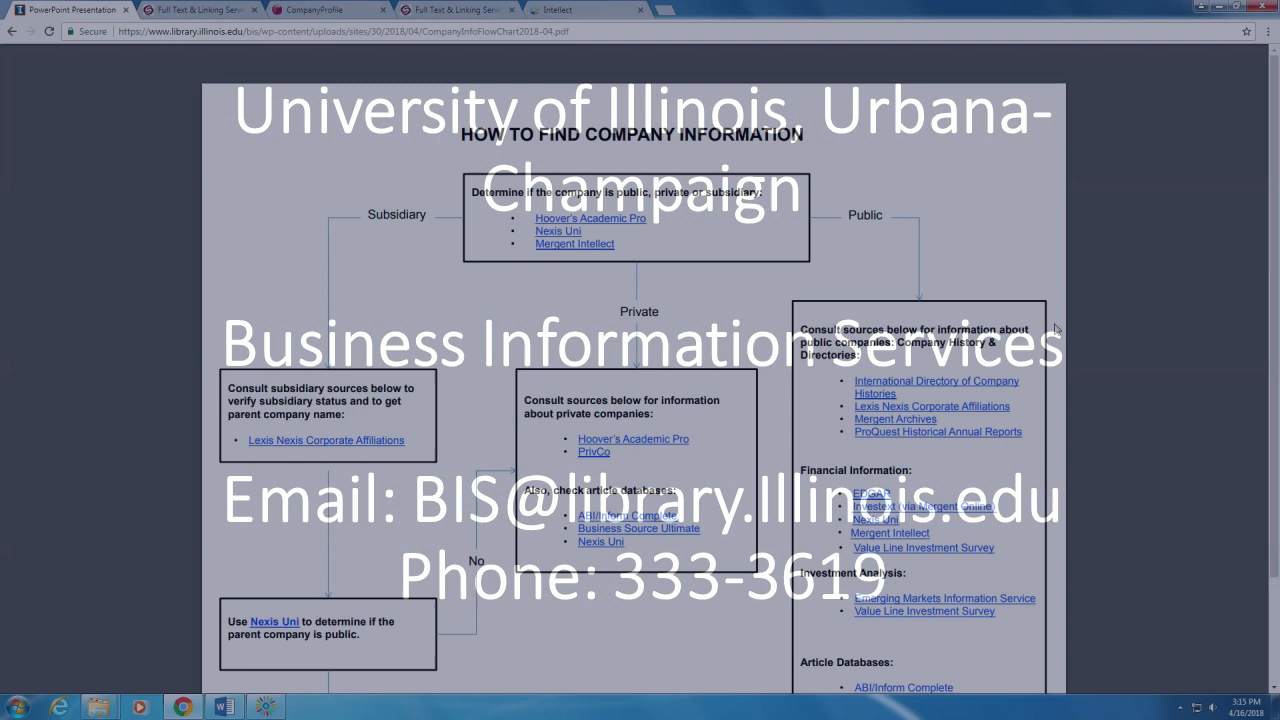 PowerPoint Presentation
Full Text & Linking Serv
CompanyProfile
Full Text & Linking Serv
Intellect
Secure
https://www.library.illinois.edu/bis/wp-content/uploads/sites/30/2018/04/CompanyInfoFlowChart2018-04.pdf
University of Illinois, Urbana-
Champaign
HOW TO FIND COMPANY INFORMATION
Determine if the company is public, private or subsidiary:
• Hoover's Academic Pro
• Nexis Uni
• Mergent Intellect
Subsidiary
Public
Private
Business Information Services
Consult subsidiary sources below to
verify subsidiary status and to get
parent company name:
• Lexis Nexis Corporate Affiliations
Consult sources below for information
about private companies:
• Hoover's Academic Pro
• PrivCo
Also, check article databases:
• ABI/Inform Complete
• Business Source Ultimate
• Nexis Uni
Consult sources below for information about
public companies: Company History &
Directories:
• International Directory of Company
Histories
• Lexis Nexis Corporate Affiliations
• Mergent Archives
• ProQuest Historical Annual Reports
Financial Information:
• EDGAR
• Investext (via Mergent Online)
• Nexis Uni
• Mergent Intellect
• Value Line Investment Survey
Investment Analysis:
• Emerging Markets Information Service
• Value Line Investment Survey
Article Databases:
• ABI/Inform Complete
Email: BIS@library.Illinois.edu
Phone: 333-3619
No
Use Nexis Uni to determine if the
parent company is public.
3:15 PM
4/16/2018